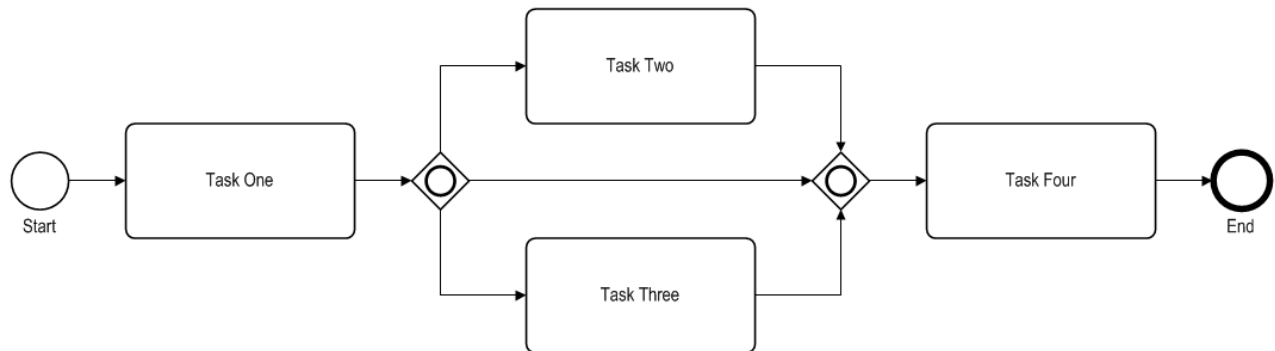 Task Two
Task One
Task Four
Start
End
Task Three